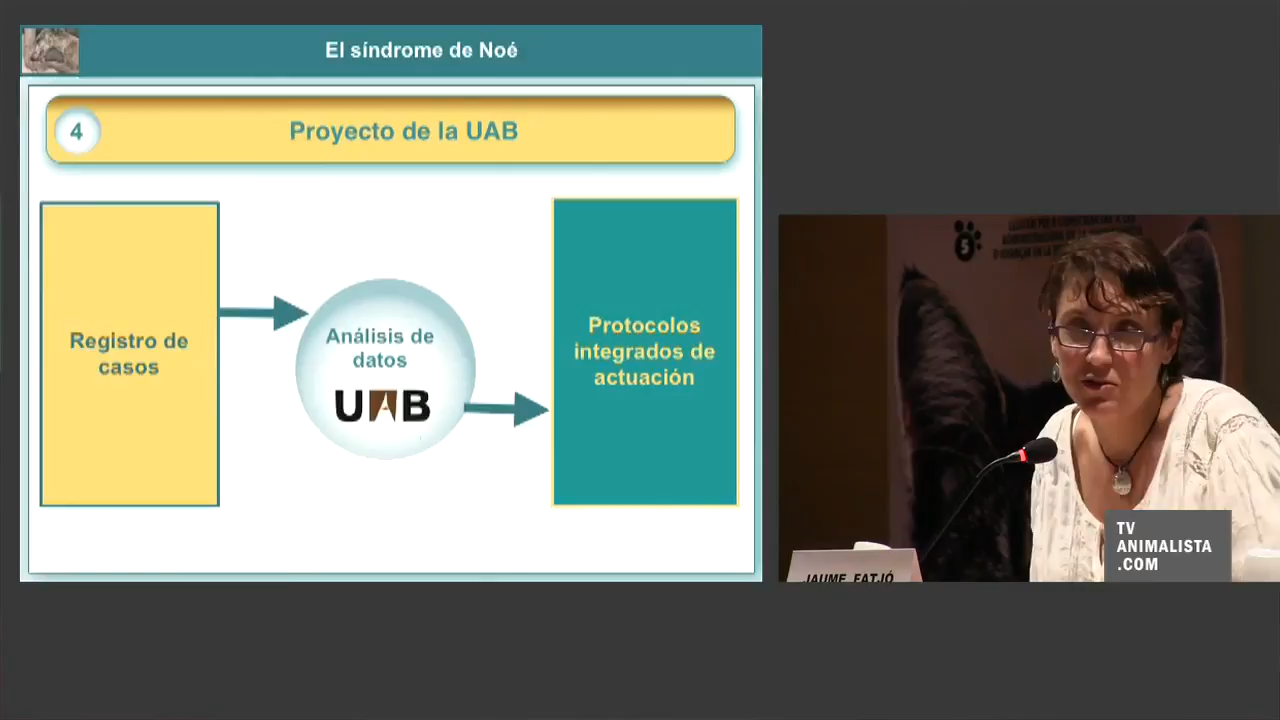 El síndrome de Noé
4
Proyecto de la UAB
Registro de
casos
Análisis de
datos
UAB
Protocolos
integrados de
actuación
5
JAUME FATJÓ
TV
ANIMALISTA
.COM